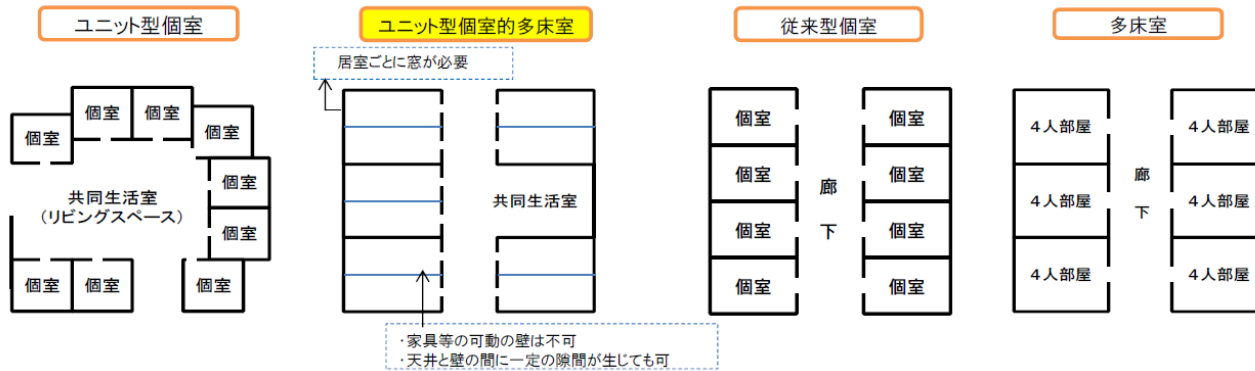 ユニット型個室
ユニット型個室的多床室
従来型個室
多床室
居室ごとに窓が必要
個室
個室
個室
個室
個室
個室
個室
個室
個室
共同生活室
(リビングスペース)
共同生活室
・家具等の可動の壁は不可
・天井と壁の間に一定の隙間が生じても可
個室
個室
個室
個室
廊
下
個室
個室
個室
個室
4人部屋
4人部屋
4人部屋
廊
下
4人部屋
4人部屋
4人部屋